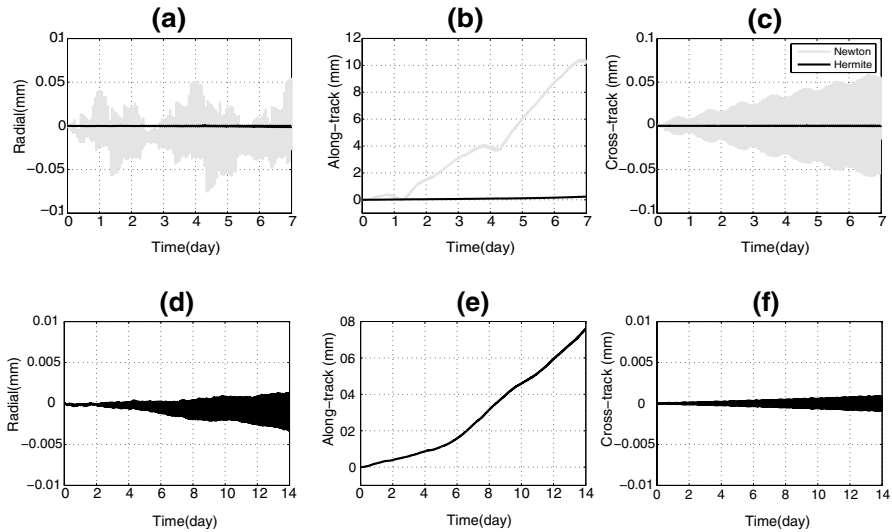 (a)
Radial(mm)
01
0.05
0
−0.05
−01
0 1 2 3 4 5 6 7
Time(day)
(b)
Along−track (mm)
12
10
8
6
4
2
0
0 1 2 3 4 5 6 7
Time(day)
(c)
Cross−track (mm)
0.1
0.05
0
−0.05
−0.1
0 1 2 3 4 5 6 7
Time(day)
Newton
Hermite
(d)
Radial(mm)
0.01
0.005
0
−0.005
−0.01
0 2 4 6 8 10 12 14
Time(day)
(e)
Along−track (mm)
08
06
04
02
0
0 2 4 6 8 10 12 14
Time(day)
(f)
Cross−track (mm)
0.01
0.005
0
−0.005
−0.01
0 2 4 6 8 10 12 14
Time(day)